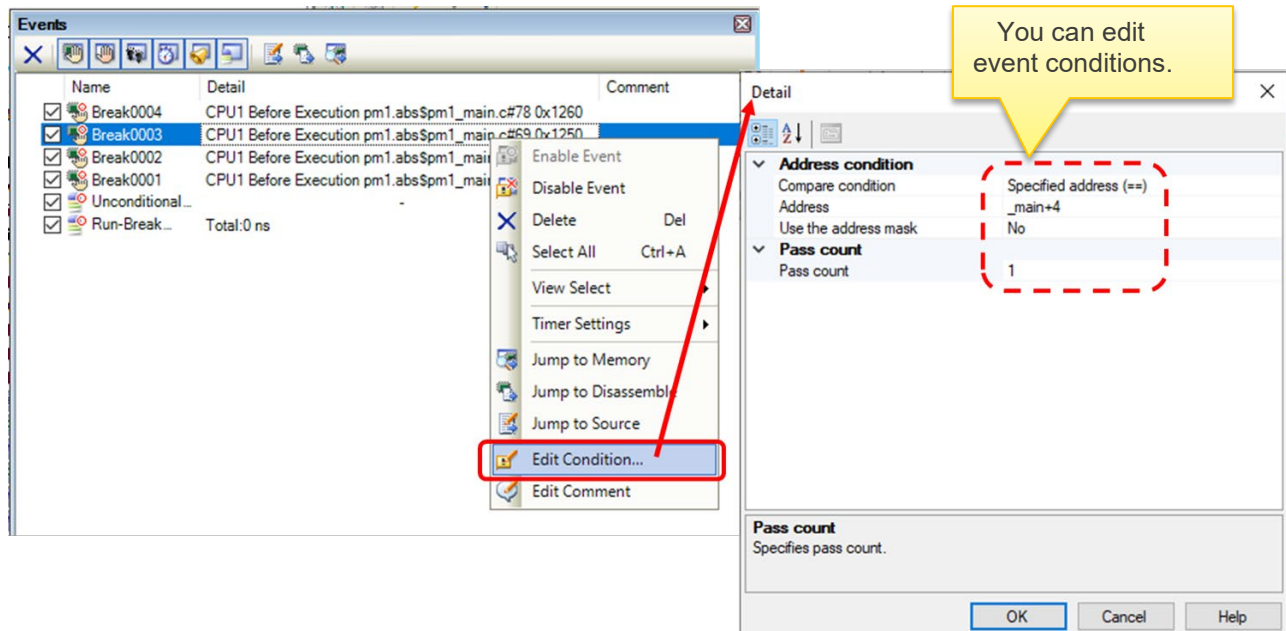 Events
Name Detail Comment
Break0004 CPU1 Before Execution pm1.abs$pm1_main.c#78 0x1260
Break0003 CPU1 Before Execution pm1.abs$pm1_main.c#69 0x1250
Break0002 CPU1 Before Execution pm1.abs$pm1_mai
Break0001 CPU1 Before Execution pm1.abs$pm1_mai
Unconditional... -
Run-Break... Total:0 ns
Enable Event
Disable Event
Delete Del
Select All Ctrl+A
View Select
Timer Settings
Jump to Memory
Jump to Disassemble
Jump to Source
Edit Condition...
Edit Comment
You can edit
event conditions.
Detail
Address condition
Compare condition Specified address (==)
Address _main+4
Use the address mask No
Pass count
Pass count 1
Pass count
Specifies pass count.
OK Cancel Help